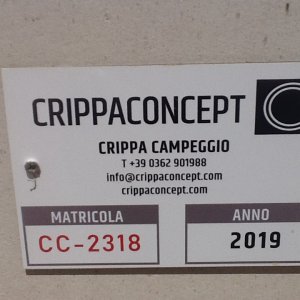 CRIPPACONCEPT
CRIPPA CAMPEGGIO
T +39 0362 901988
info@crippaconcept.com
crippaconcept.com
MATRICOLA
CC-2318
ANNO
2019